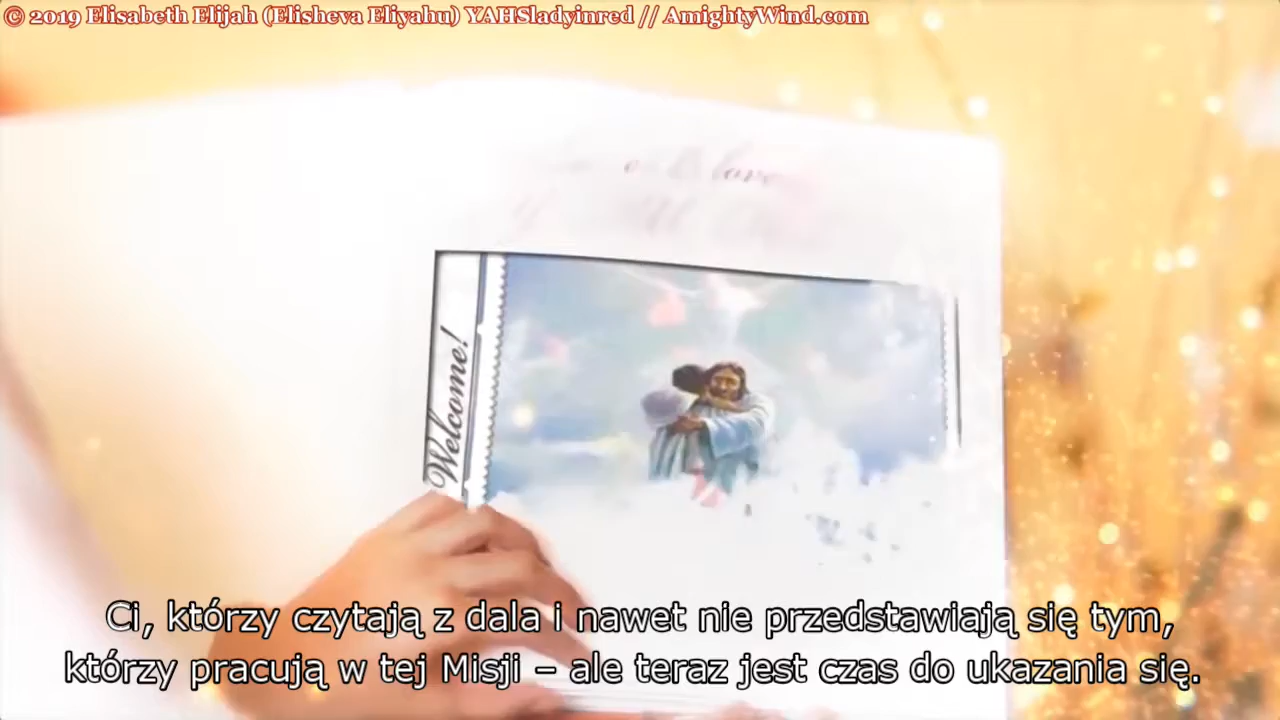 © 2019 Elisabeth Elijah (Elisheva Eliyahu) YAHSladyinred // AmightyWind.com
love
Welcome!
Ci, którzy czytają z dala i nawet nie przedstawiają się tym,
którzy pracują w tej Misji – ale teraz jest czas do ukazania się.